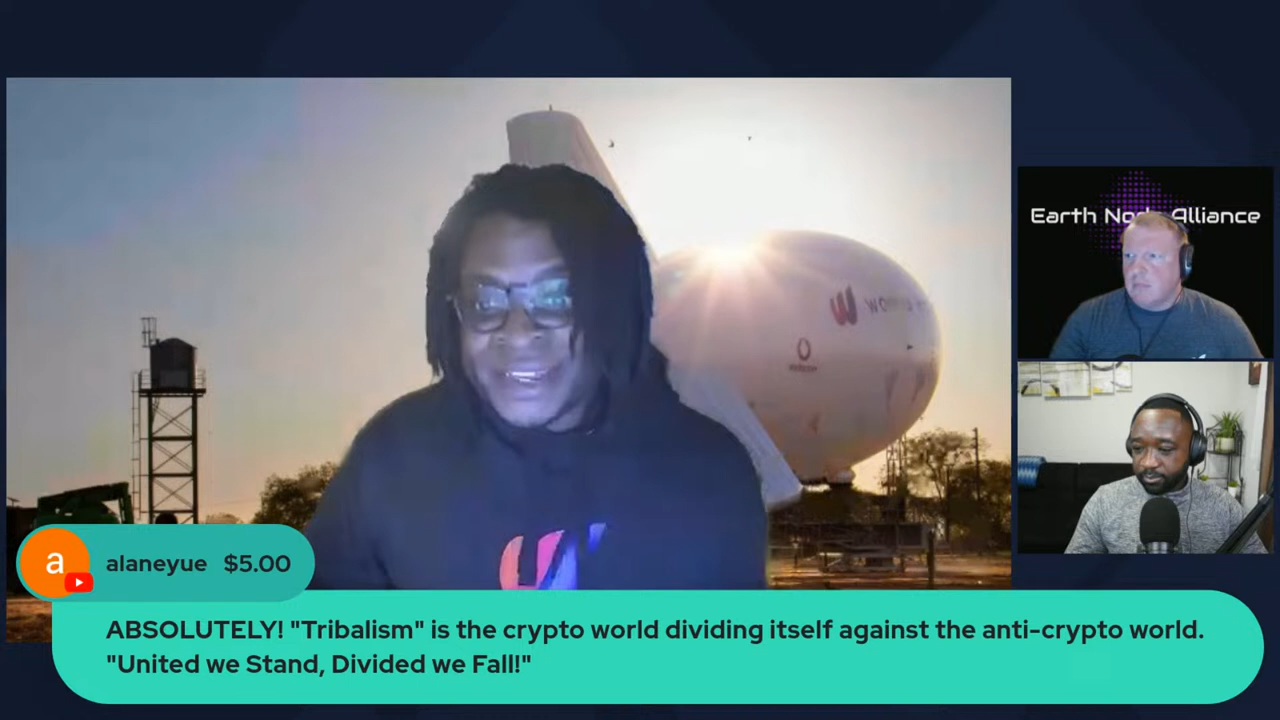 Earth Node Alliance
alaneyue $5.00
ABSOLUTELY! "Tribalism" is the crypto world dividing itself against the anti-crypto world.
"United we Stand, Divided we Fall!"